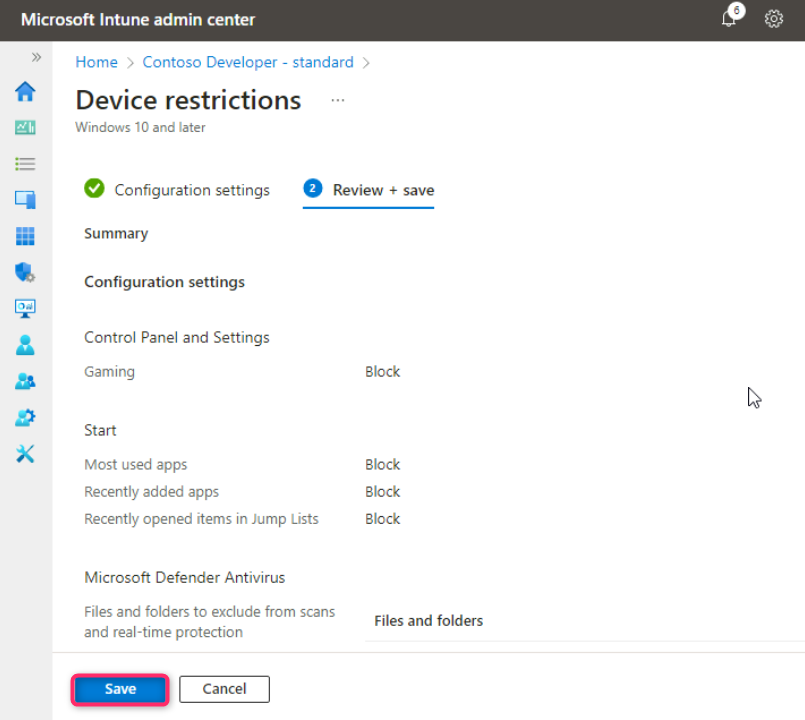 Microsoft Intune admin center
6
»
Home > Contoso Developer - standard >
Device restrictions ...
Windows 10 and later
Configuration settings
2 Review + save
Summary
Configuration settings
Control Panel and Settings
Gaming Block
Start
Most used apps Block
Recently added apps Block
Recently opened items in Jump Lists Block
Microsoft Defender Antivirus
Files and folders to exclude from scans
and real-time protection
Files and folders
Save Cancel